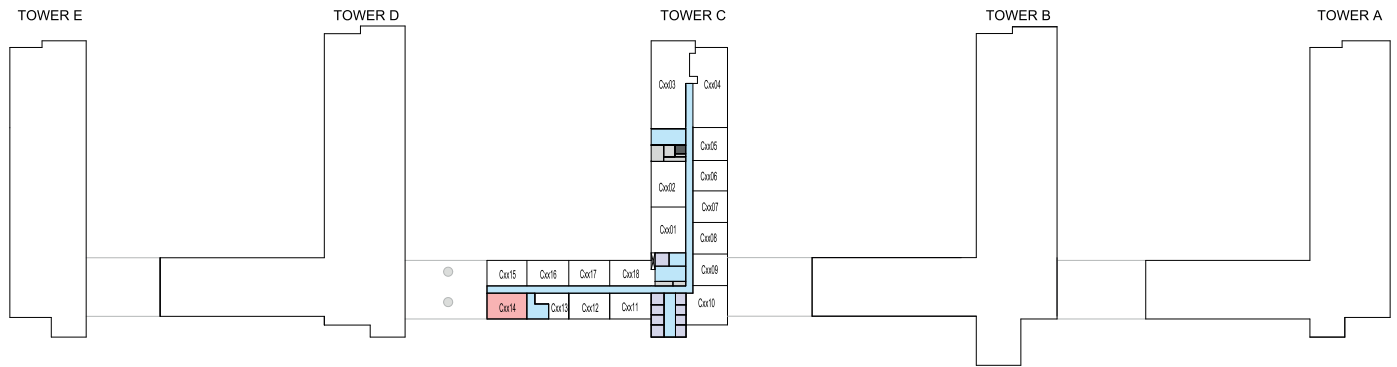 TOWER E TOWER D TOWER C TOWER B TOWER A
Cxx03 Cxx04
Cxx05
Cxx06
Cxx02
Cxx07
Cxx01
Cxx08
Cxx15 Cxx16 Cxx17 Cxx18 Cxx09
Cxx14 Cxx13 Cxx12 Cxx11 Cxx10